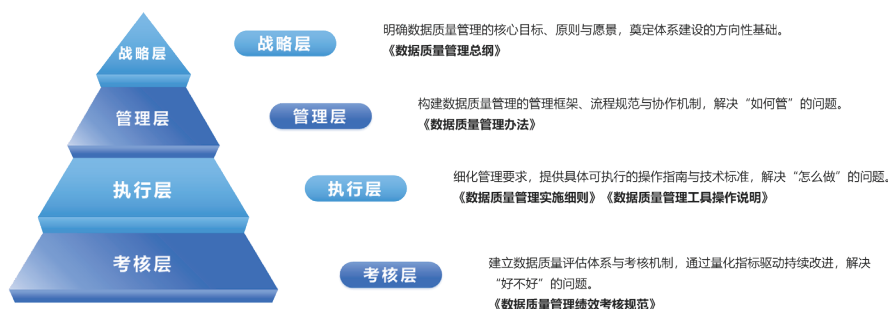 战略层
战略层
明确数据质量管理的核心目标、原则与愿景，奠定体系建设的方向性基础。
《数据质量管理总纲》
管理层
管理层
构建数据质量管理的管理框架、流程规范与协作机制，解决“如何管”的问题。
《数据质量管理办法》
执行层
执行层
细化管理要求，提供具体可执行的操作指南与技术标准，解决“怎么做”的问题。
《数据质量管理实施细则》《数据质量管理工具操作说明》
考核层
考核层
建立数据质量评估体系与考核机制，通过量化指标驱动持续改进，解决
“好不好”的问题。
《数据质量管理绩效考核规范》